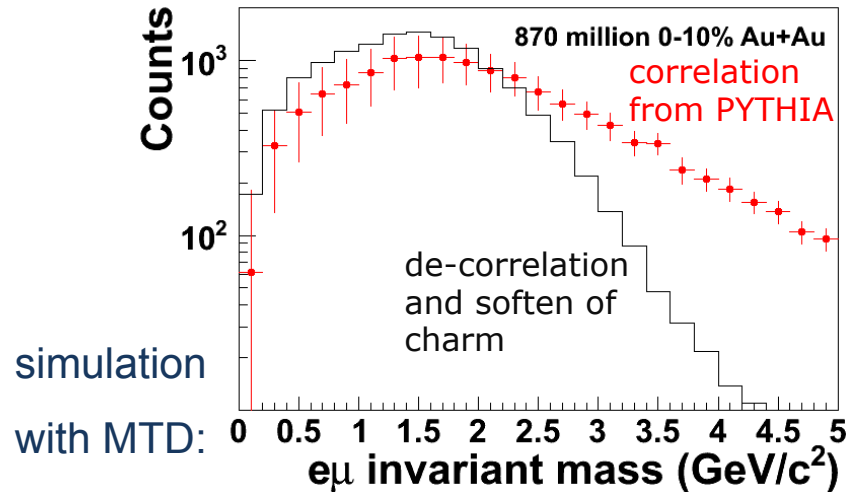 870 million 0-10% Au+Au
correlation
from PYTHIA
10³
Counts
10²
de-correlation
and soften of
charm
simulation
with MTD:
0 0.5 1 1.5 2 2.5 3 3.5 4 4.5 5
eμ invariant mass (GeV/c²)